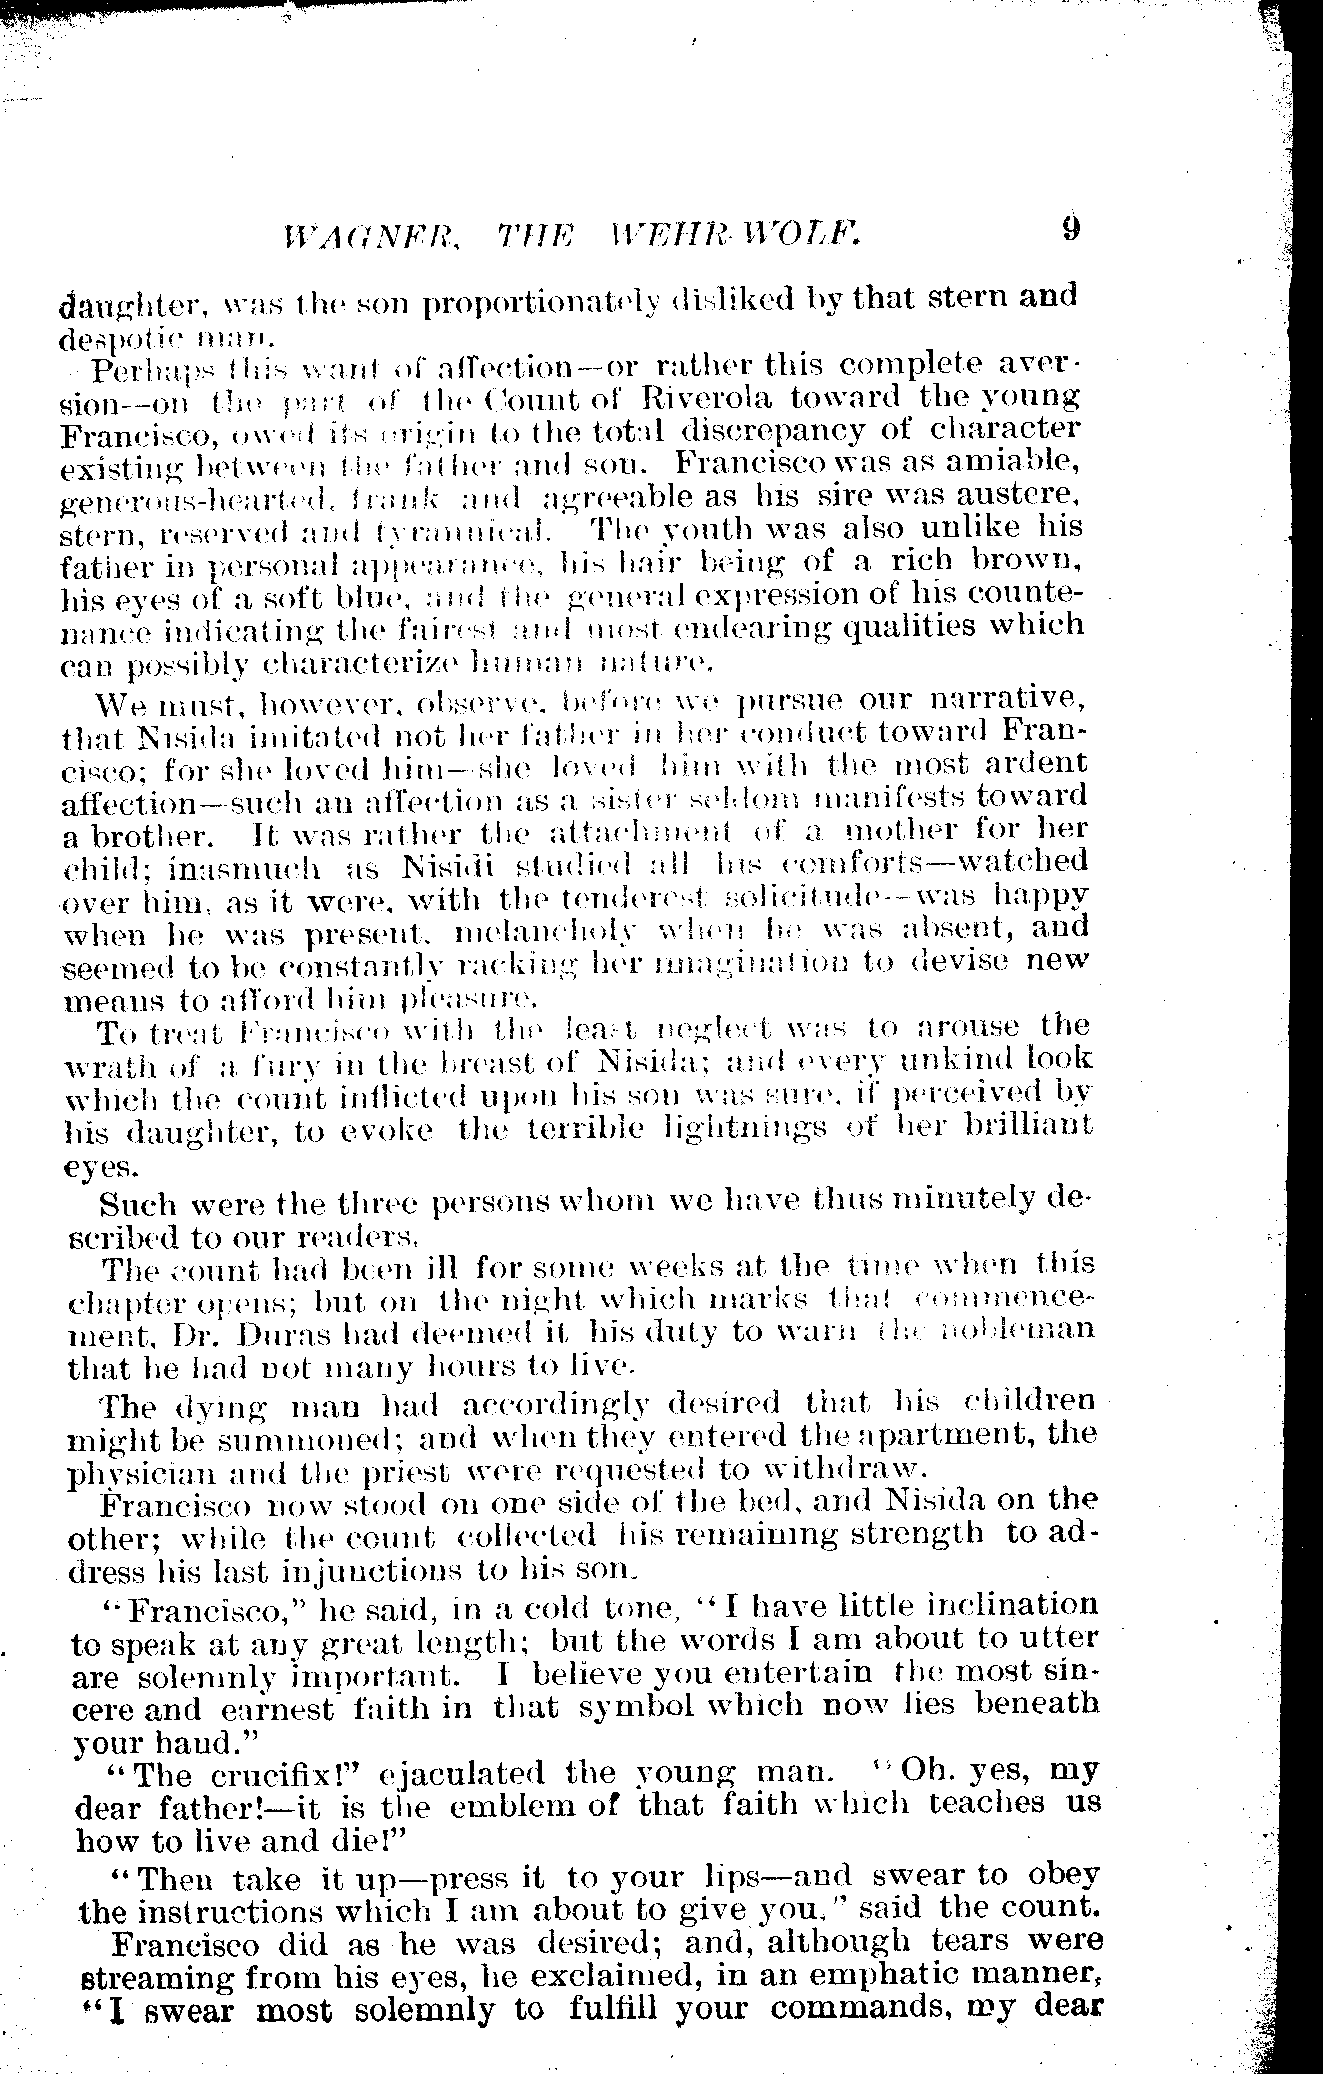 WAGNER, THE WEHR-WOLF. 9
daughter, was the son proportionately disliked by that stern and
despotic man.
Perhaps this want of affection—or rather this complete aver-
sion—on the part of the Count of Riverola toward the young
Francisco, owed its origin to the total discrepancy of character
existing between the father and son. Francisco was as amiable,
generous-hearted, frank and agreeable as his sire was austere,
stern, reserved and tyrannical. The youth was also unlike his
father in personal appearance, his hair being of a rich brown,
his eyes of a soft blue, and the general expression of his counte-
nance indicating the fairest and most endearing qualities which
can possibly characterize human nature.
We must, however, observe, before we pursue our narrative,
that Nisida imitated not her father in her conduct toward Fran-
cisco; for she loved him—she loved him with the most ardent
affection—such an affection as a sister seldom manifests toward
a brother. It was rather the attachment of a mother for her
child; inasmuch as Nisidi studied all his comforts—watched
over him, as it were, with the tenderest solicitude—was happy
when he was present, melancholy when he was absent, and
seemed to be constantly racking her imagination to devise new
means to afford him pleasure.
To treat Francisco with the least neglect was to arouse the
wrath of a fury in the breast of Nisida; and every unkind look
which the count inflicted upon his son was sure, if perceived by
his daughter, to evoke the terrible lightnings of her brilliant
eyes.
Such were the three persons whom we have thus minutely de-
scribed to our readers.
The count had been ill for some weeks at the time when this
chapter opens; but on the night which marks that commence-
ment, Dr. Duras had deemed it his duty to warn the nobleman
that he had not many hours to live.
The dying man had accordingly desired that his children
might be summoned; and when they entered the apartment, the
physician and the priest were requested to withdraw.
Francisco now stood on one side of the bed, and Nisida on the
other; while the count collected his remaining strength to ad-
dress his last injunctions to his son.
"Francisco," he said, in a cold tone, "I have little inclination
to speak at any great length; but the words I am about to utter
are solemnly important. I believe you entertain the most sin-
cere and earnest faith in that symbol which now lies beneath
your hand."
"The crucifix!" ejaculated the young man. "Oh. yes, my
dear father!—it is the emblem of that faith which teaches us
how to live and die!"
"Then take it up—press it to your lips—and swear to obey
the instructions which I am about to give you," said the count.
Francisco did as he was desired; and, although tears were
streaming from his eyes, he exclaimed, in an emphatic manner,
"I swear most solemnly to fulfill your commands, my dear